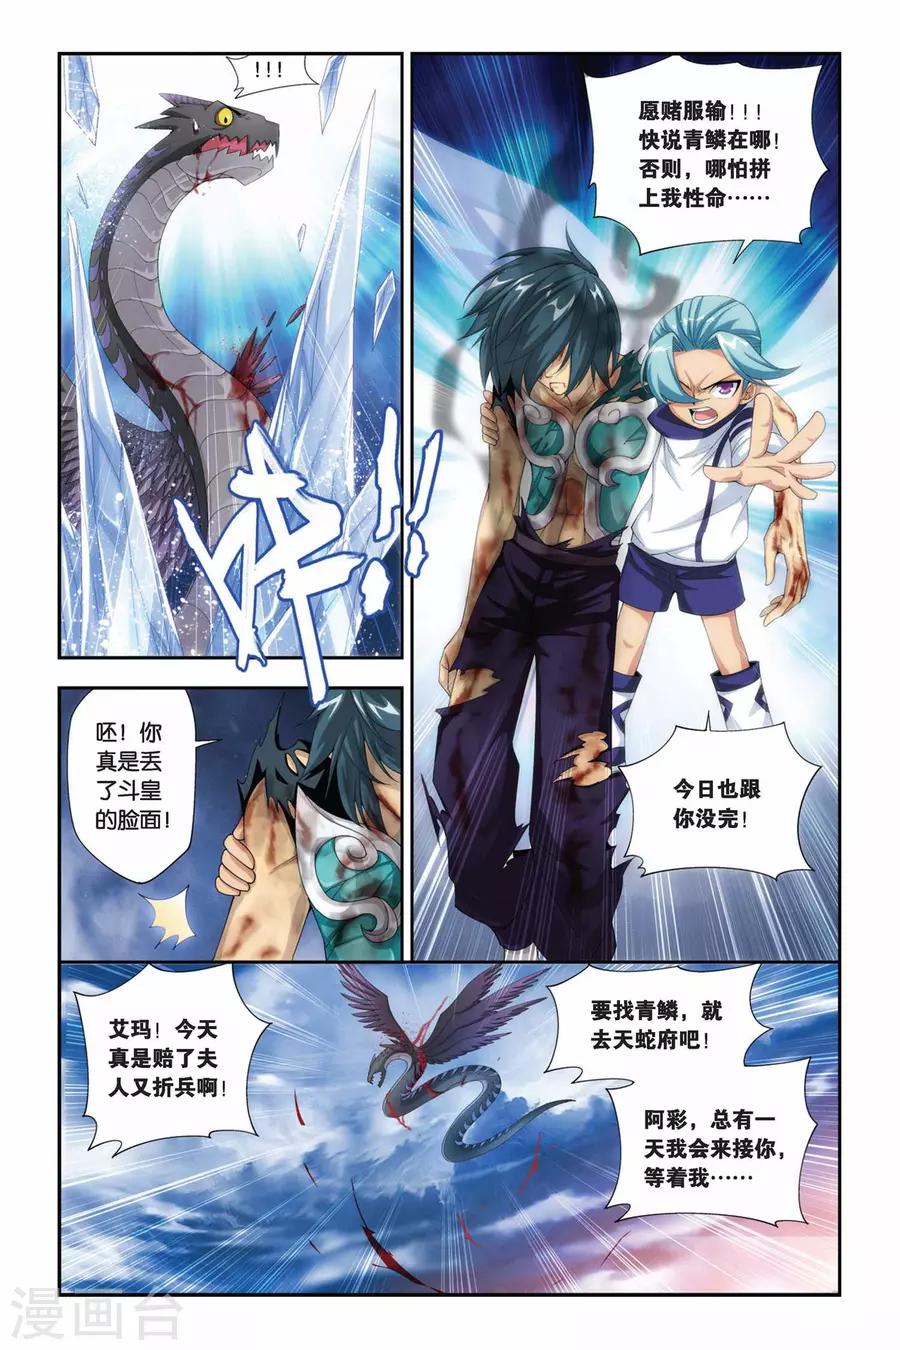 !!!
咔!!
愿赌服输!!!
快说青鳞在哪!
否则，哪怕拼
上我性命……
今日也跟
你没完!
呸! 你
真是丢
了斗皇
的脸面!
艾玛! 今天
真是赔了夫
人又折兵啊!
要找青鳞，就
去天蛇府吧!
阿彩，总有一
天我会来接你，
等着我……
漫画台